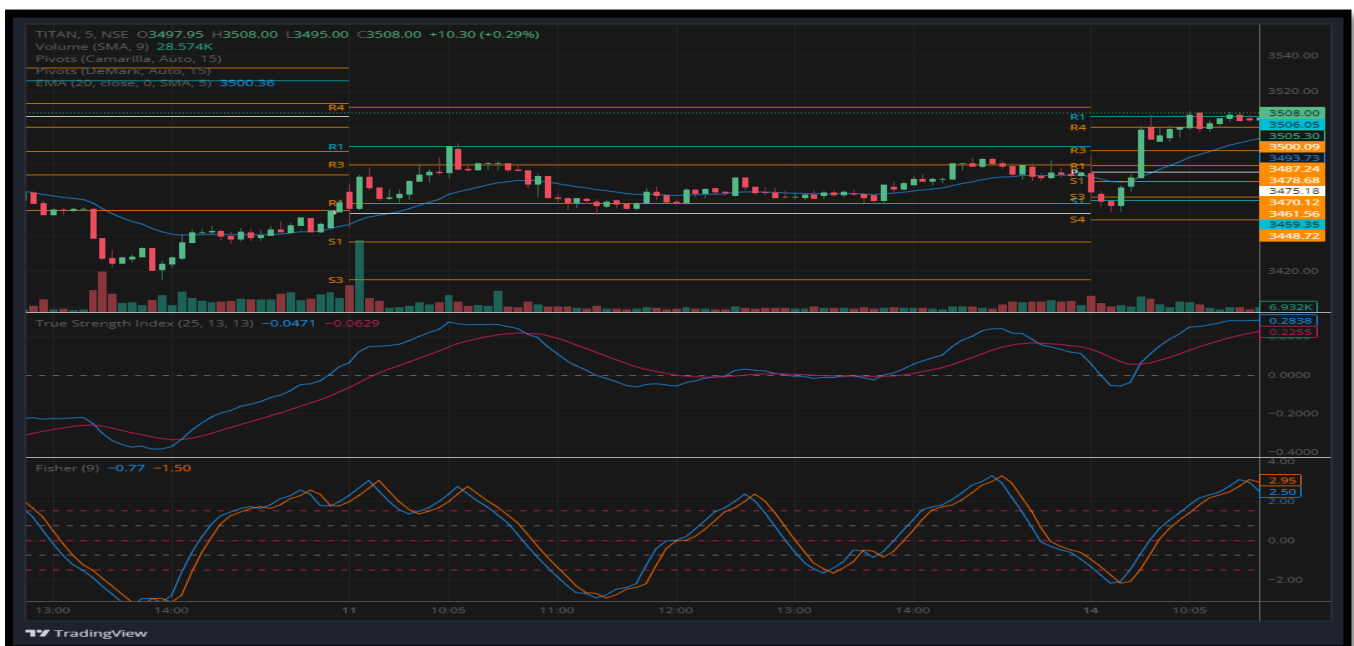 TITAN, 5, NSE O3497.95 H3508.00 L3495.00 C3508.00 +10.30 (+0.29%)
Volume (SMA, 9) 28.574K
Pivots (Camarilla, Auto, 15)
Pivots (DeMark, Auto, 15)
EMA (20, close, 0, SMA, 5) 3500.36
3540.00
3520.00
R4
R1
R3
S1
S3
R1
R4
R3
S1
S4
3508.00
3506.05
3505.30
3500.09
3493.73
3487.24
3478.68
3475.18
3470.12
3461.56
3459.35
3448.72
3420.00
6.932K
True Strength Index (25, 13, 13) −0.0471 −0.0629
0.2838
0.2255
0.0000
−0.2000
−0.4000
Fisher (9) −0.77 −1.50
4.00
2.95
2.50
2.00
0.00
−2.00
13:00 14:00 11 10:05 11:00 12:00 13:00 14:00 14 10:05
TradingView